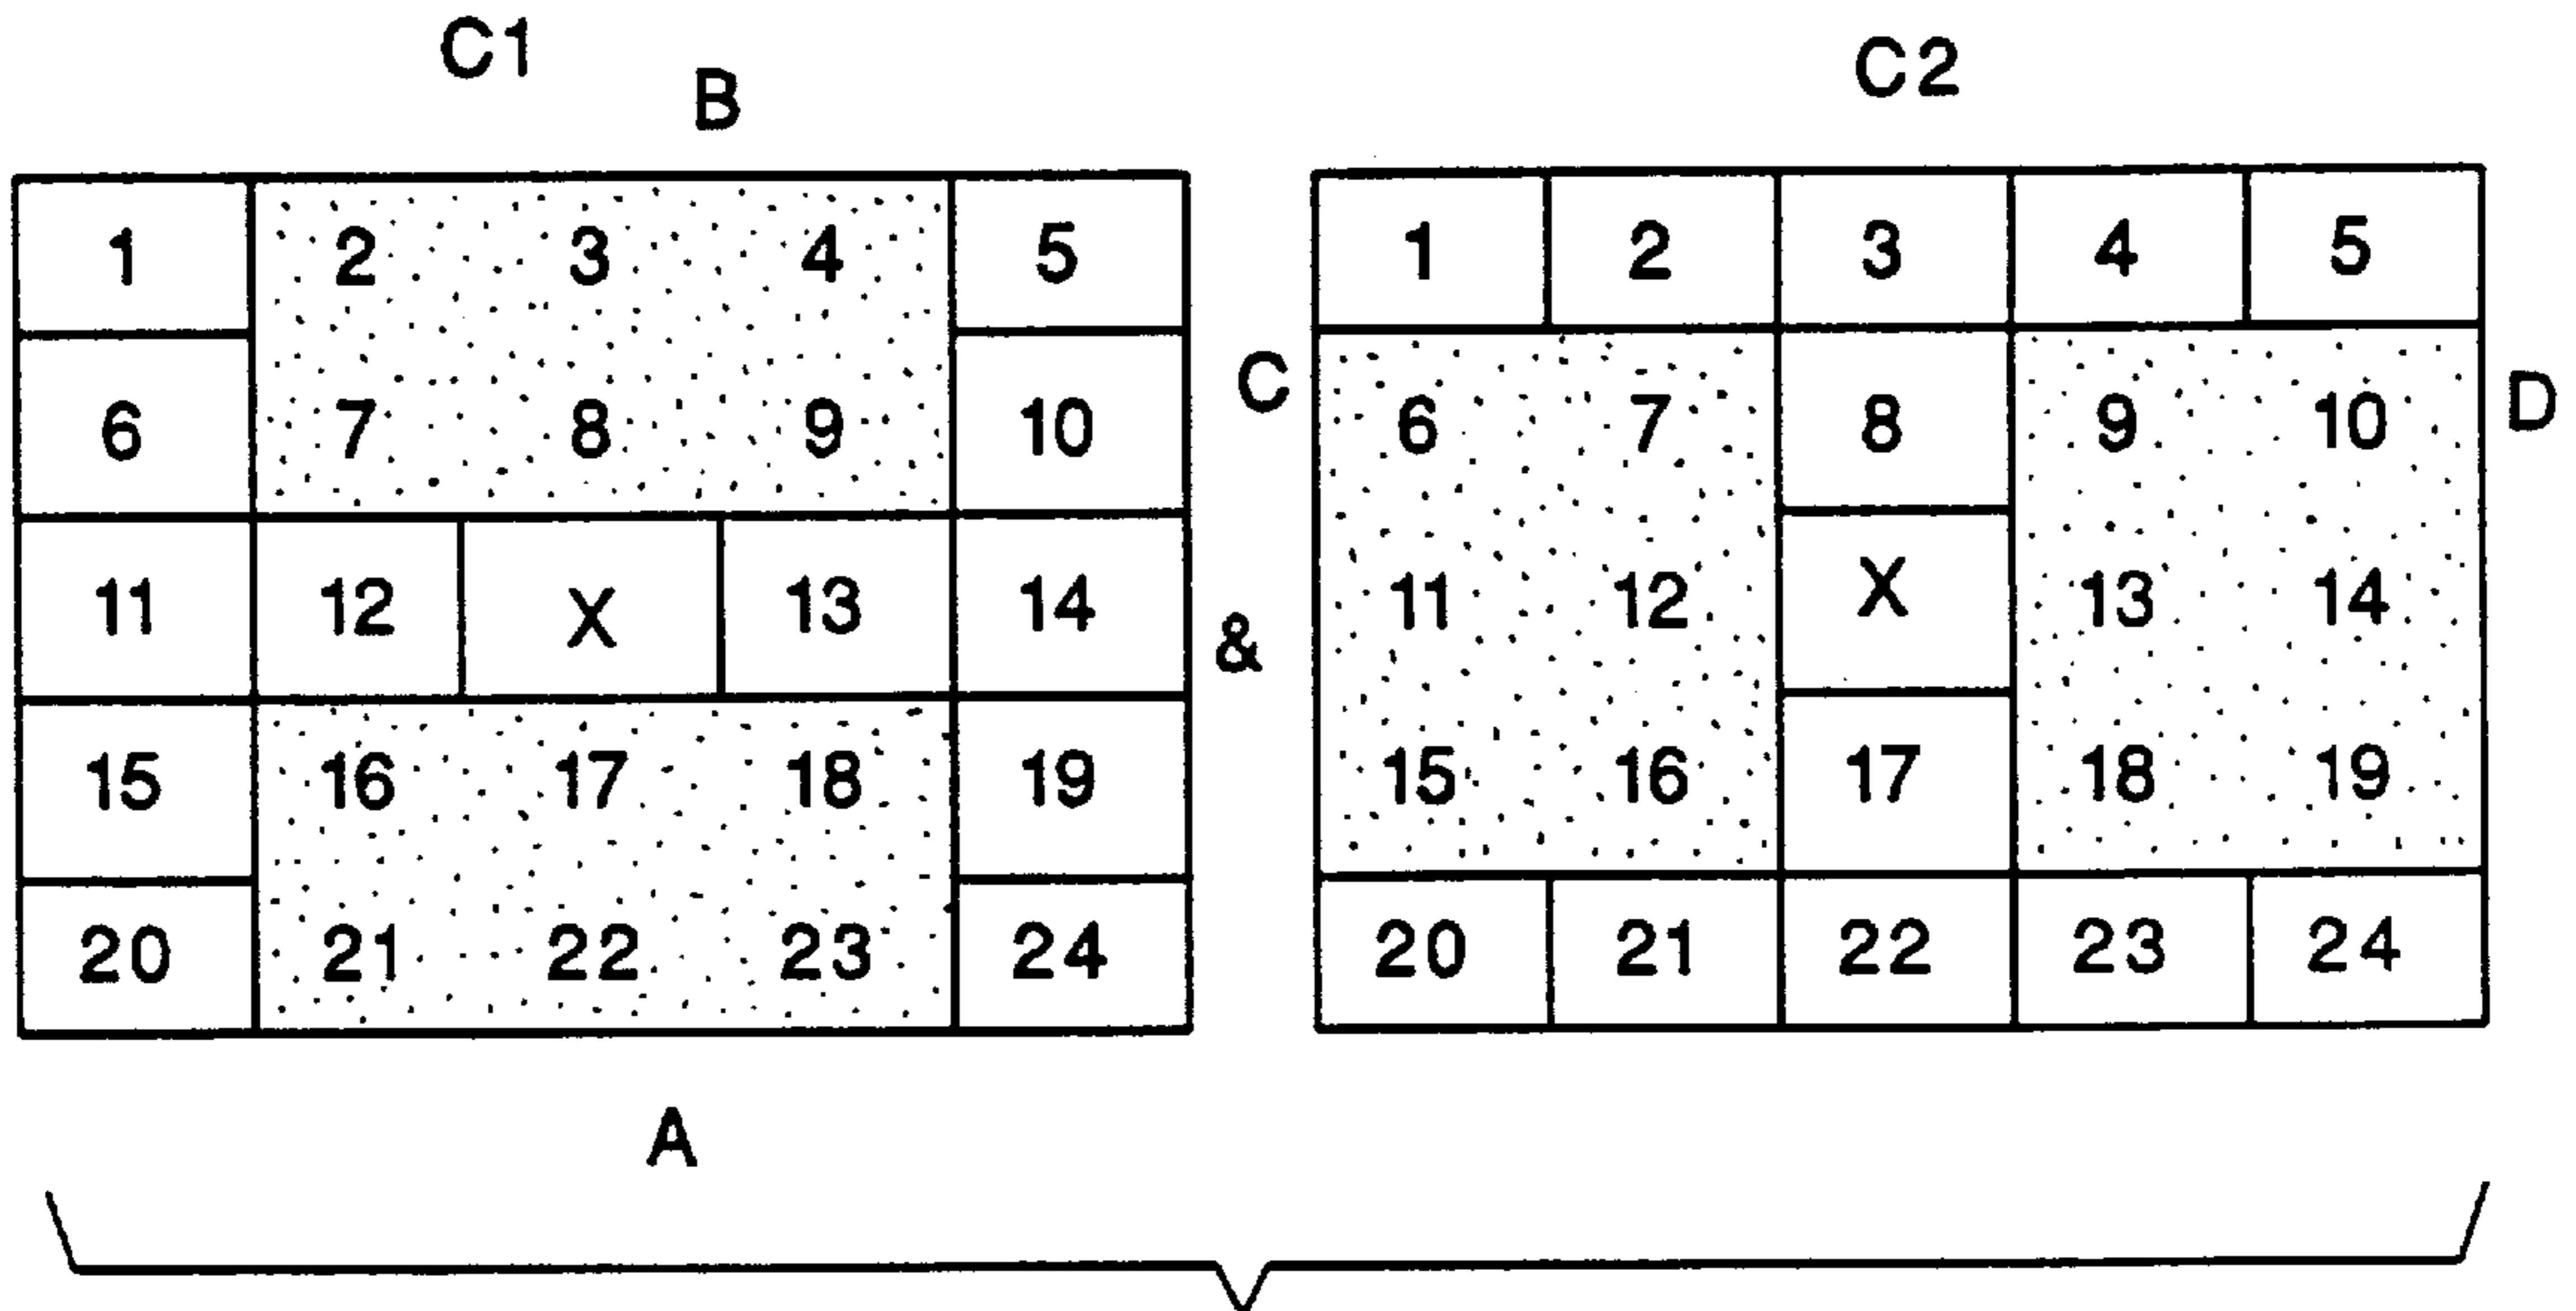 C1 C2
B
1 2 3 4 5 1 2 3 4 5
C D
6 7 8 9 10 6 7 8 9 10
11 12 X 13 14 11 12 X 13 14
&
15 16 17 18 19 15 16 17 18 19
20 21 22 23 24 20 21 22 23 24
A